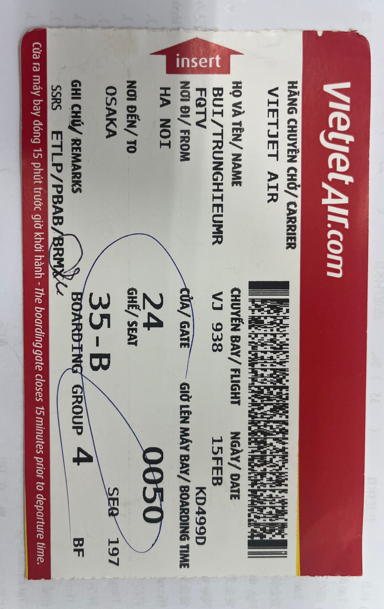 VietjetAir.com
HÃNG CHUYÊN CHỞ/ CARRIER
VIETJET AIR
HỌ VÀ TÊN/ NAME
BUI/TRUNGHIEUMR
FQTV
CHUYẾN BAY/ FLIGHT
VJ 938
NGÀY/ DATE
15FEB
KD499D
NƠI ĐI/ FROM
HA NOI
CỬA/ GATE
24
GIỜ LÊN MÁY BAY/ BOARDING TIME
0050
NƠI ĐẾN/ TO
OSAKA
GHẾ/ SEAT
35-B
SEQ 197
GHI CHÚ/ REMARKS
BOARDING GROUP 4
BF
SSRS ETLP/PBAB/BRMX
Cửa ra máy bay đóng 15 phút trước giờ khởi hành - The boarding gate closes 15 minutes prior to departure time.
insert